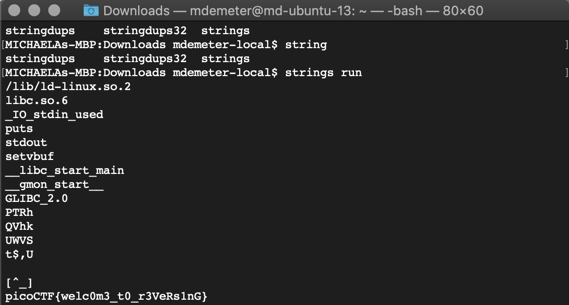 Downloads — mdemeter@md-ubuntu-13: ~ — -bash — 80×60
stringdups    stringdups32  strings
[MICHAELAs-MBP:Downloads mdemeter-local$ string ]
stringdups    stringdups32  strings
[MICHAELAs-MBP:Downloads mdemeter-local$ strings run ]
/lib/ld-linux.so.2
libc.so.6
_IO_stdin_used
puts
stdout
setvbuf
__libc_start_main
__gmon_start__
GLIBC_2.0
PTRh
QVhk
UWVS
t$,U
[^_]
picoCTF{welc0m3_t0_r3VeRs1nG}